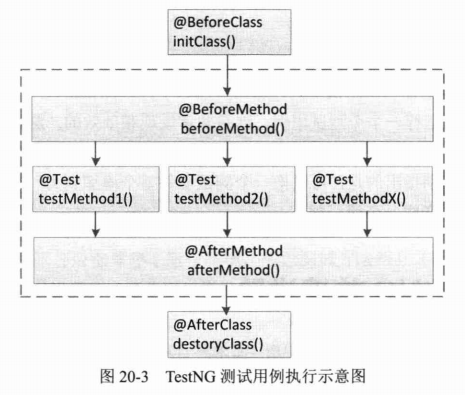 @BeforeClass
initClass()
@BeforeMethod
beforeMethod()
@Test
testMethod1()
@Test
testMethod2()
@Test
testMethodX()
@AfterMethod
afterMethod()
@AfterClass
destoryClass()
图 20-3 TestNG 测试用例执行示意图